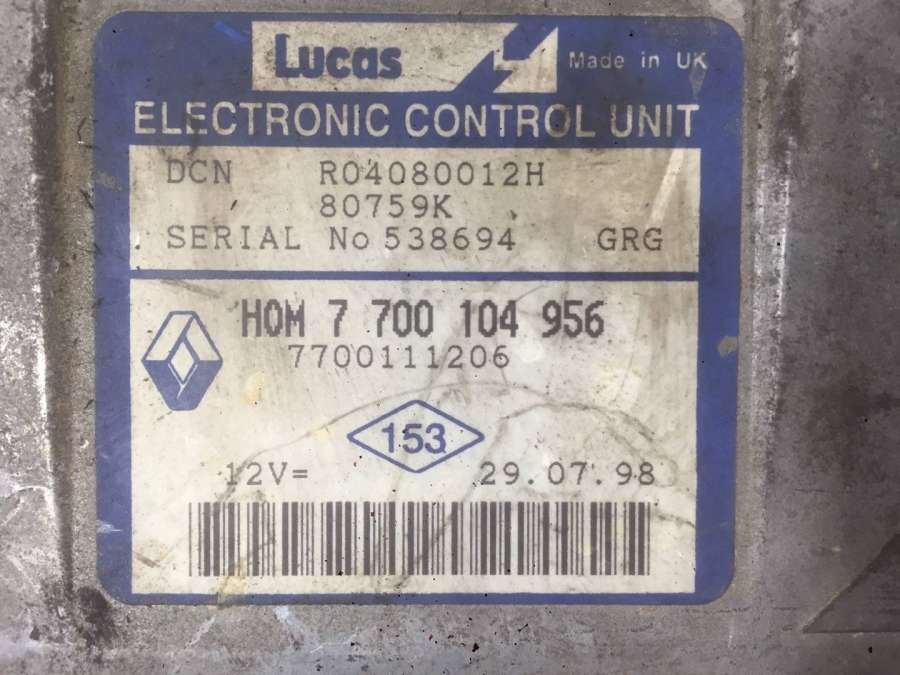 Lucas Made in UK
ELECTRONIC CONTROL UNIT
DCN R04080012H
80759K
SERIAL No 538694 GRG
HOM 7 700 104 956
7700111206
153
12V= 29.07.98